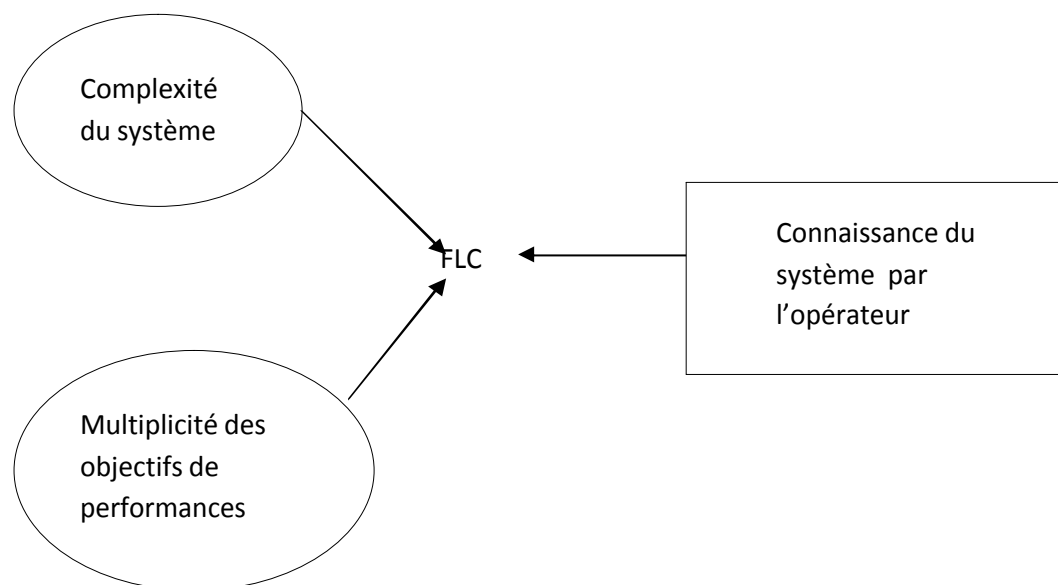 Complexité
du système
FLC
Connaissance du
système par
l’opérateur
Multiplicité des
objectifs de
performances